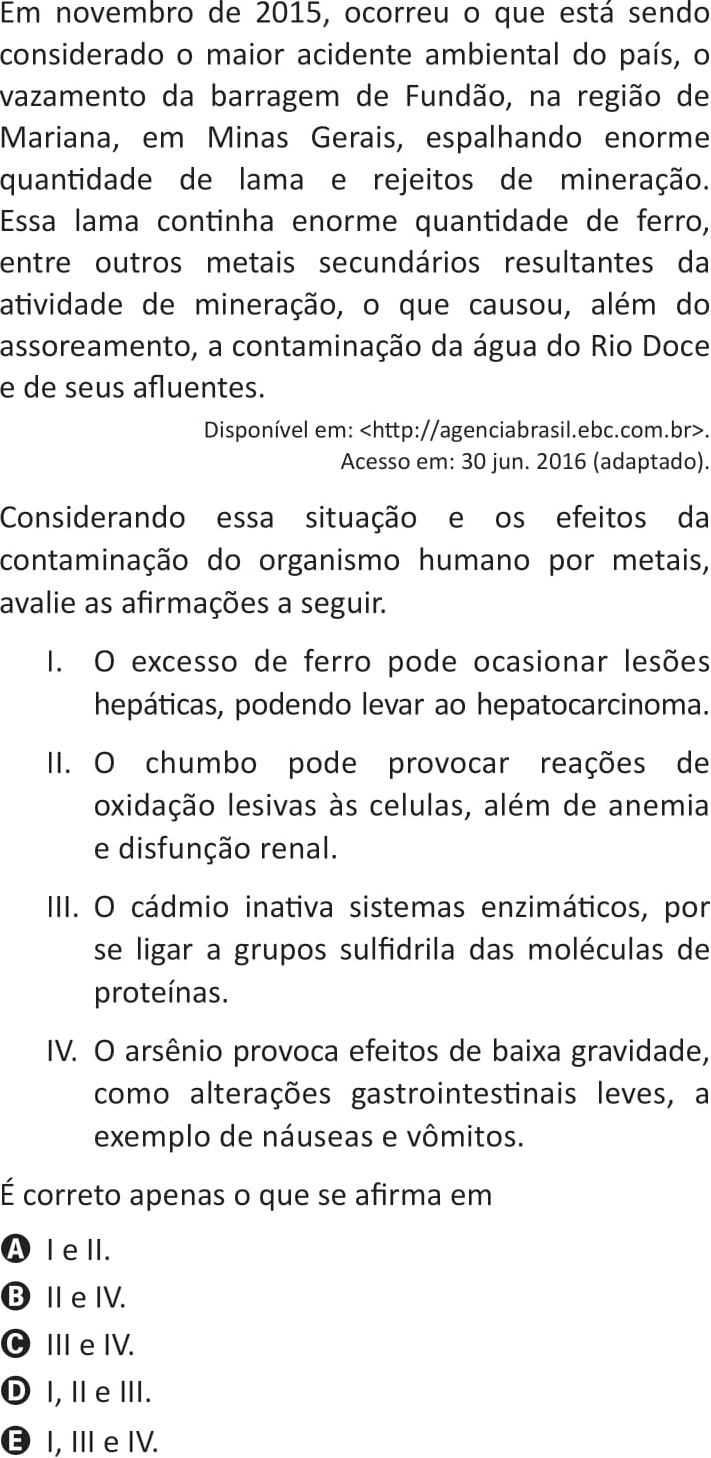 Em novembro de 2015, ocorreu o que está sendo
considerado o maior acidente ambiental do país, o
vazamento da barragem de Fundão, na região de
Mariana, em Minas Gerais, espalhando enorme
quantidade de lama e rejeitos de mineração.
Essa lama continha enorme quantidade de ferro,
entre outros metais secundários resultantes da
atividade de mineração, o que causou, além do
assoreamento, a contaminação da água do Rio Doce
e de seus afluentes.
Disponível em: <http://agenciabrasil.ebc.com.br>.
Acesso em: 30 jun. 2016 (adaptado).
Considerando essa situação e os efeitos da
contaminação do organismo humano por metais,
avalie as afirmações a seguir.
I. O excesso de ferro pode ocasionar lesões
hepáticas, podendo levar ao hepatocarcinoma.
II. O chumbo pode provocar reações de
oxidação lesivas às celulas, além de anemia
e disfunção renal.
III. O cádmio inativa sistemas enzimáticos, por
se ligar a grupos sulfidrila das moléculas de
proteínas.
IV. O arsênio provoca efeitos de baixa gravidade,
como alterações gastrointestinais leves, a
exemplo de náuseas e vômitos.
É correto apenas o que se afirma em
A I e II.
B II e IV.
C III e IV.
D I, II e III.
E I, III e IV.